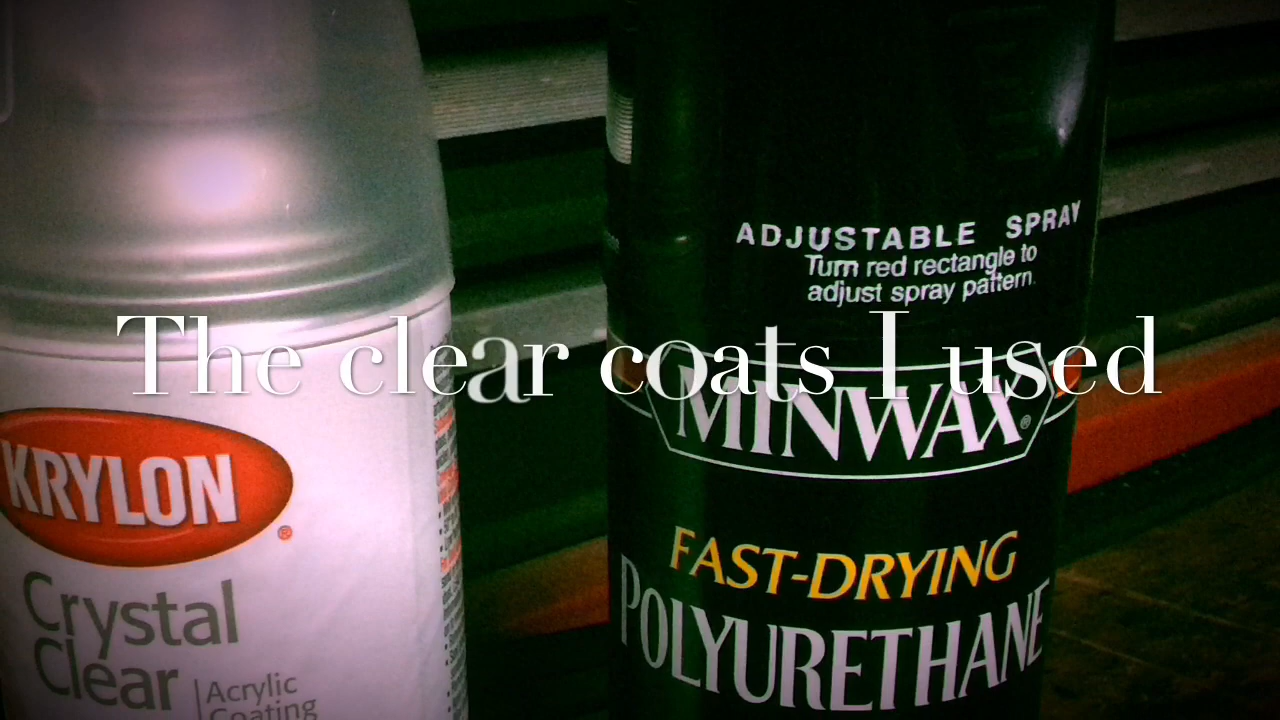 The clear coats I used
KRYLON
®
Crystal
Clear
Acrylic
Coating
ADJUSTABLE SPRAY
Turn red rectangle to
adjust spray pattern.
MINWAX®
FAST-DRYING
POLYURETHANE